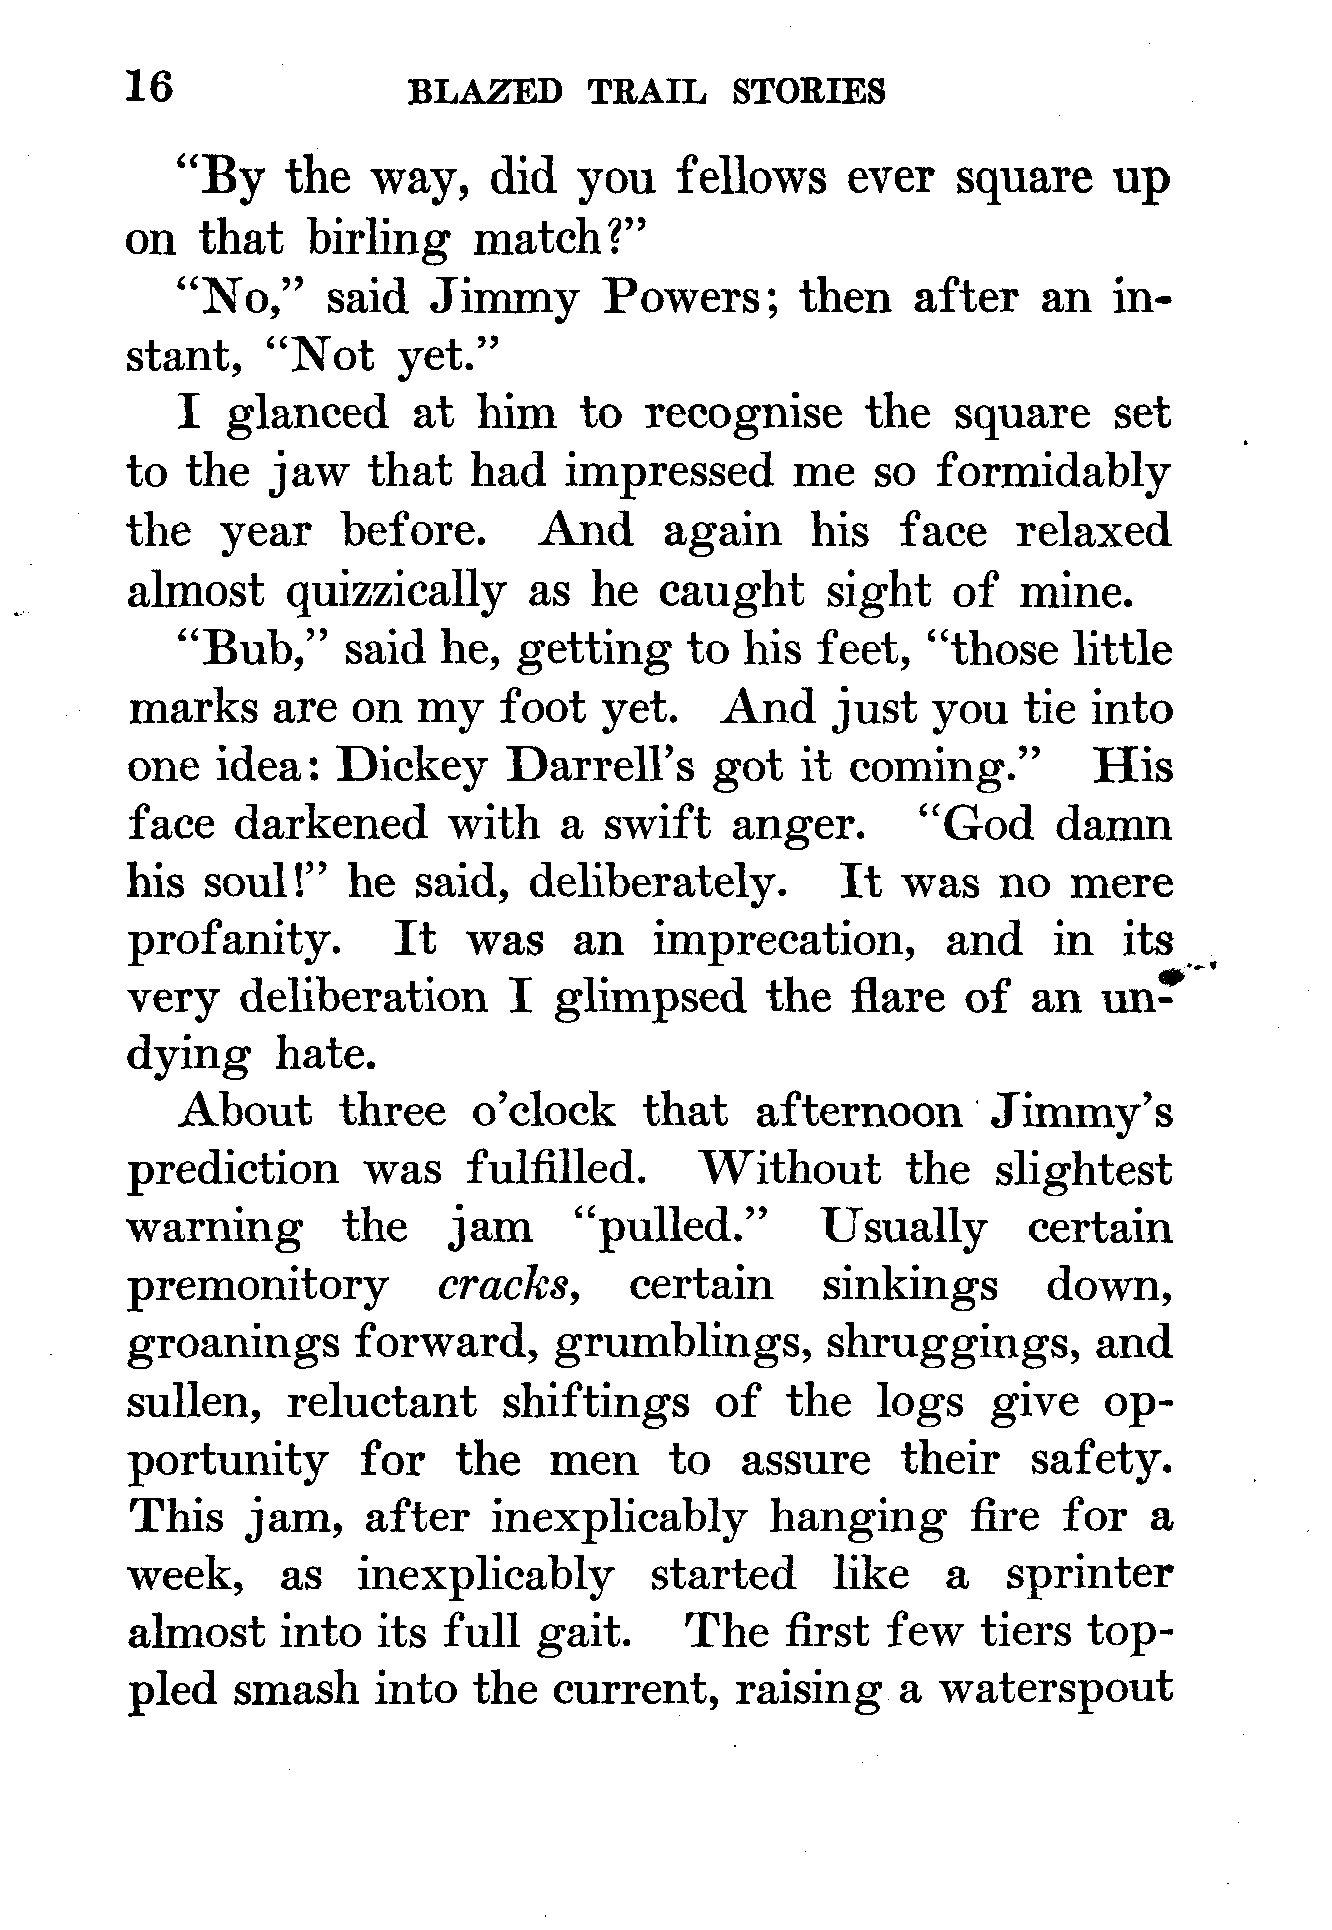 16 BLAZED TRAIL STORIES
“By the way, did you fellows ever square up
on that birling match?”
“No,” said Jimmy Powers; then after an in-
stant, “Not yet.”
I glanced at him to recognise the square set
to the jaw that had impressed me so formidably
the year before. And again his face relaxed
almost quizzically as he caught sight of mine.
“Bub,” said he, getting to his feet, “those little
marks are on my foot yet. And just you tie into
one idea: Dickey Darrell’s got it coming.” His
face darkened with a swift anger. “God damn
his soul!” he said, deliberately. It was no mere
profanity. It was an imprecation, and in its
very deliberation I glimpsed the flare of an un-
dying hate.
About three o’clock that afternoon Jimmy’s
prediction was fulfilled. Without the slightest
warning the jam “pulled.” Usually certain
premonitory cracks, certain sinkings down,
groanings forward, grumblings, shruggings, and
sullen, reluctant shiftings of the logs give op-
portunity for the men to assure their safety.
This jam, after inexplicably hanging fire for a
week, as inexplicably started like a sprinter
almost into its full gait. The first few tiers top-
pled smash into the current, raising a waterspout